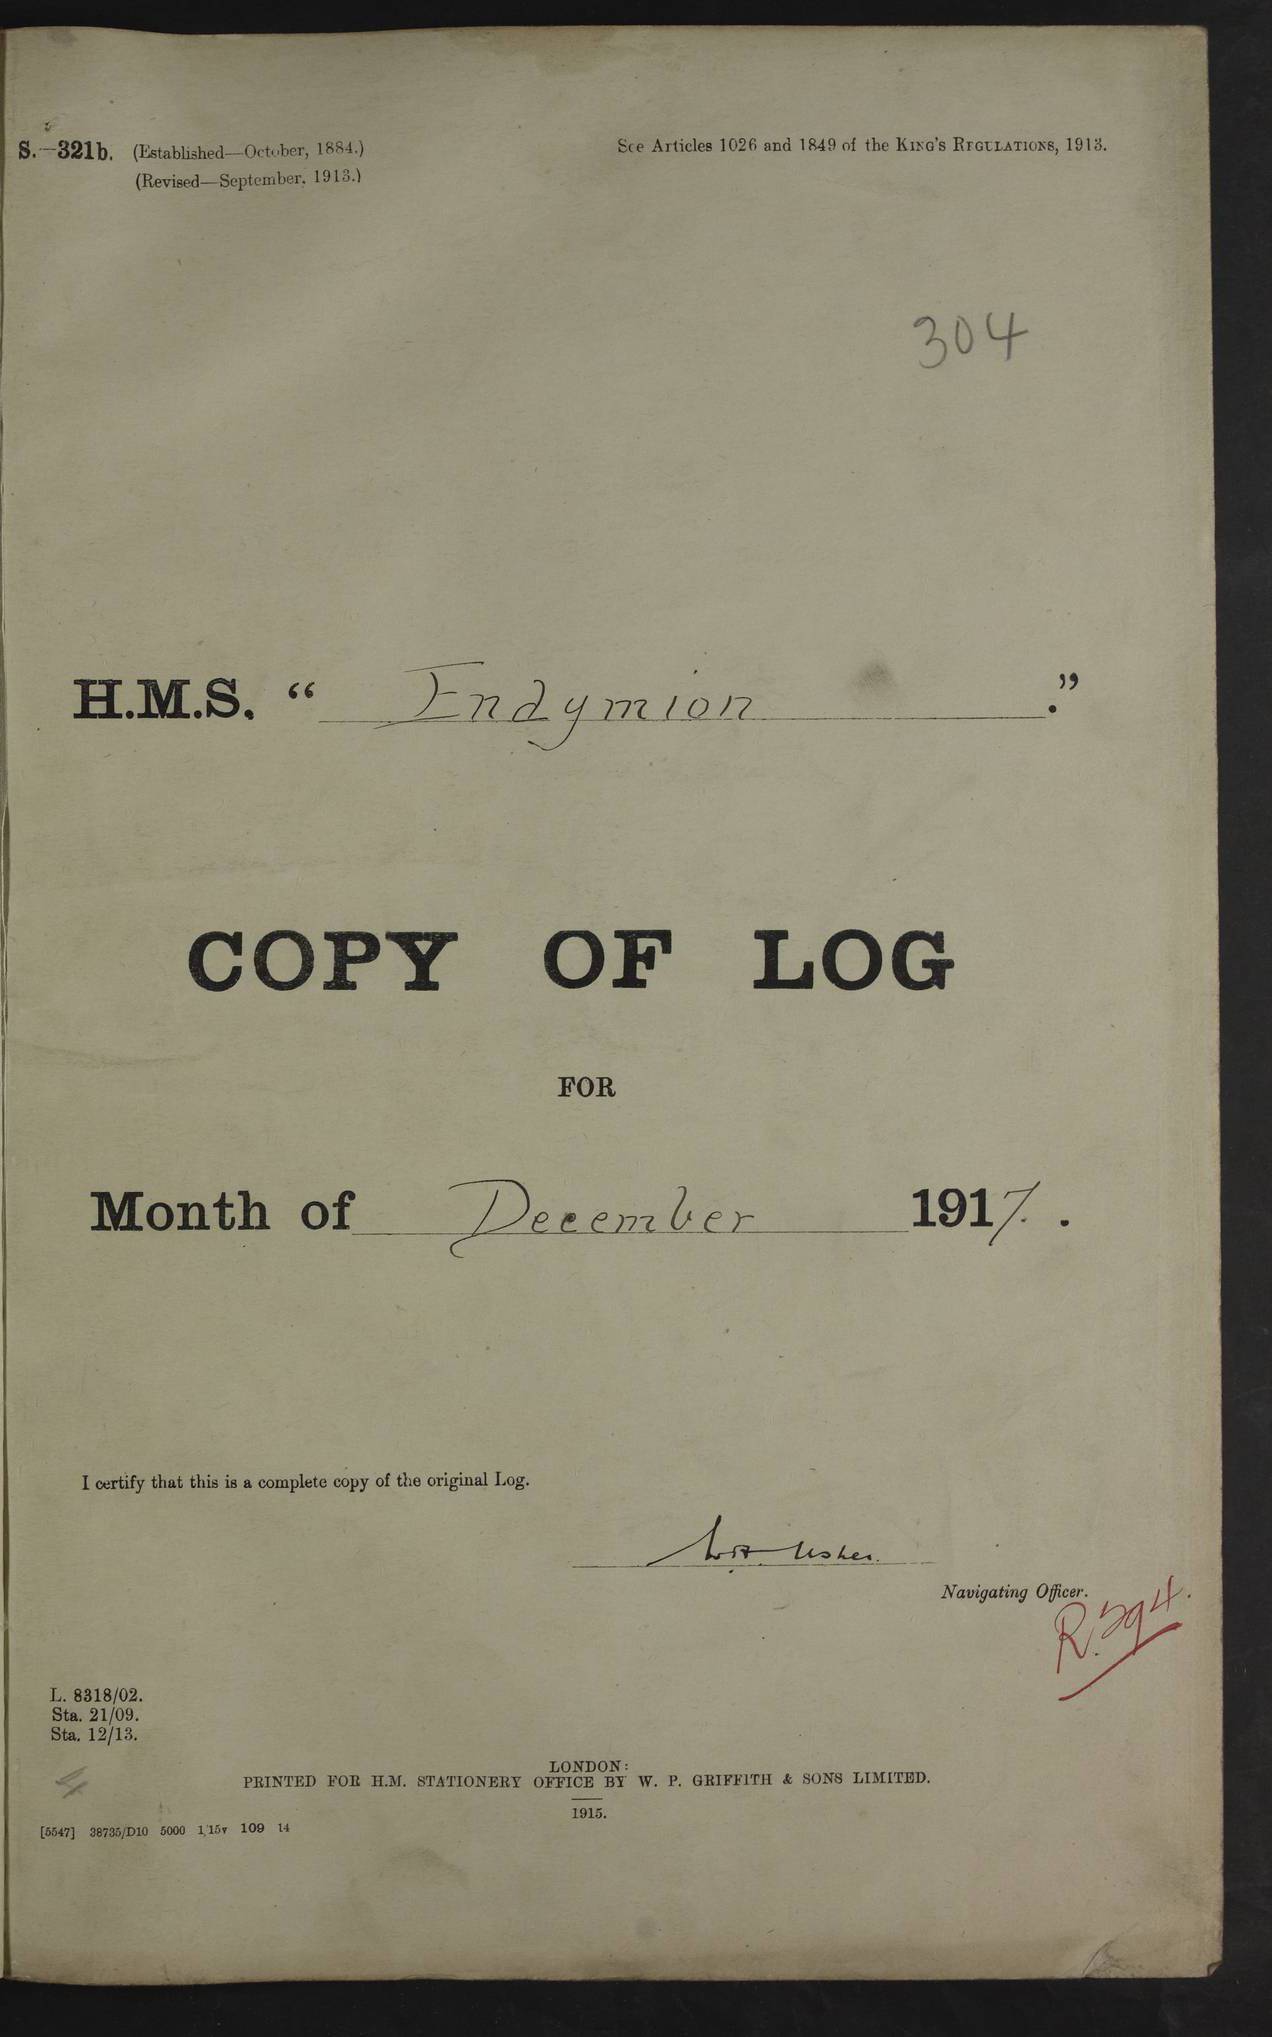 S.—321b. (Established—October, 1884.) See Articles 1026 and 1849 of the King's Regulations, 1913.
(Revised—September, 1913.)
304
H.M.S. “ Endymion .”
COPY OF LOG
FOR
Month of December 1917. .
I certify that this is a complete copy of the original Log.
Usher.
Navigating Officer.
L. 8318/02.
Sta. 21/09.
Sta. 12/13.
LONDON:
PRINTED FOR H.M. STATIONERY OFFICE BY W. P. GRIFFITH & SONS LIMITED.
1915.
[5547] 38735/D10 5000 1/15v 109 14